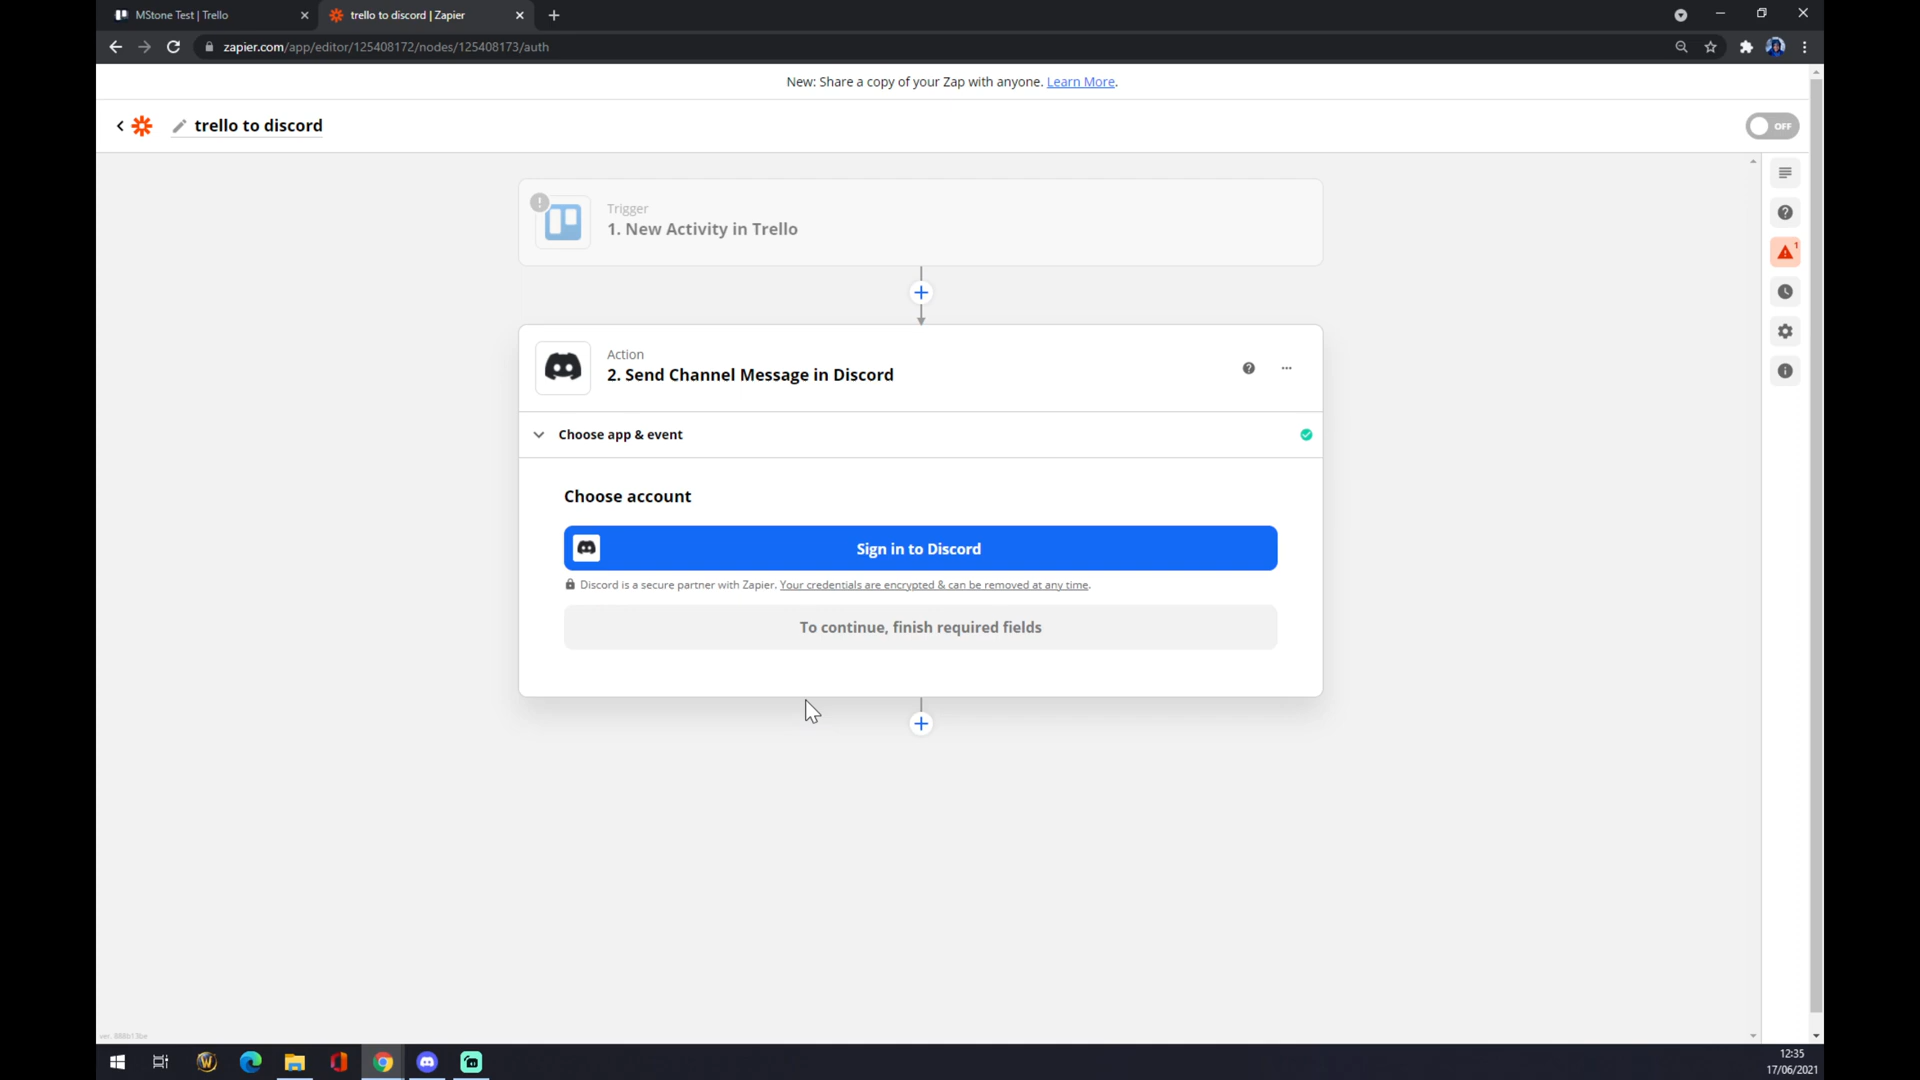 MStone Test | Trello
trello to discord | Zapier
zapier.com/app/editor/125408172/nodes/125408173/auth
New: Share a copy of your Zap with anyone. Learn More.
trello to discord
OFF
Trigger
1. New Activity in Trello
1
Action
2. Send Channel Message in Discord
Choose app & event
Choose account
Sign in to Discord
Discord is a secure partner with Zapier. Your credentials are encrypted & can be removed at any time.
To continue, finish required fields
12:35
17/06/2021